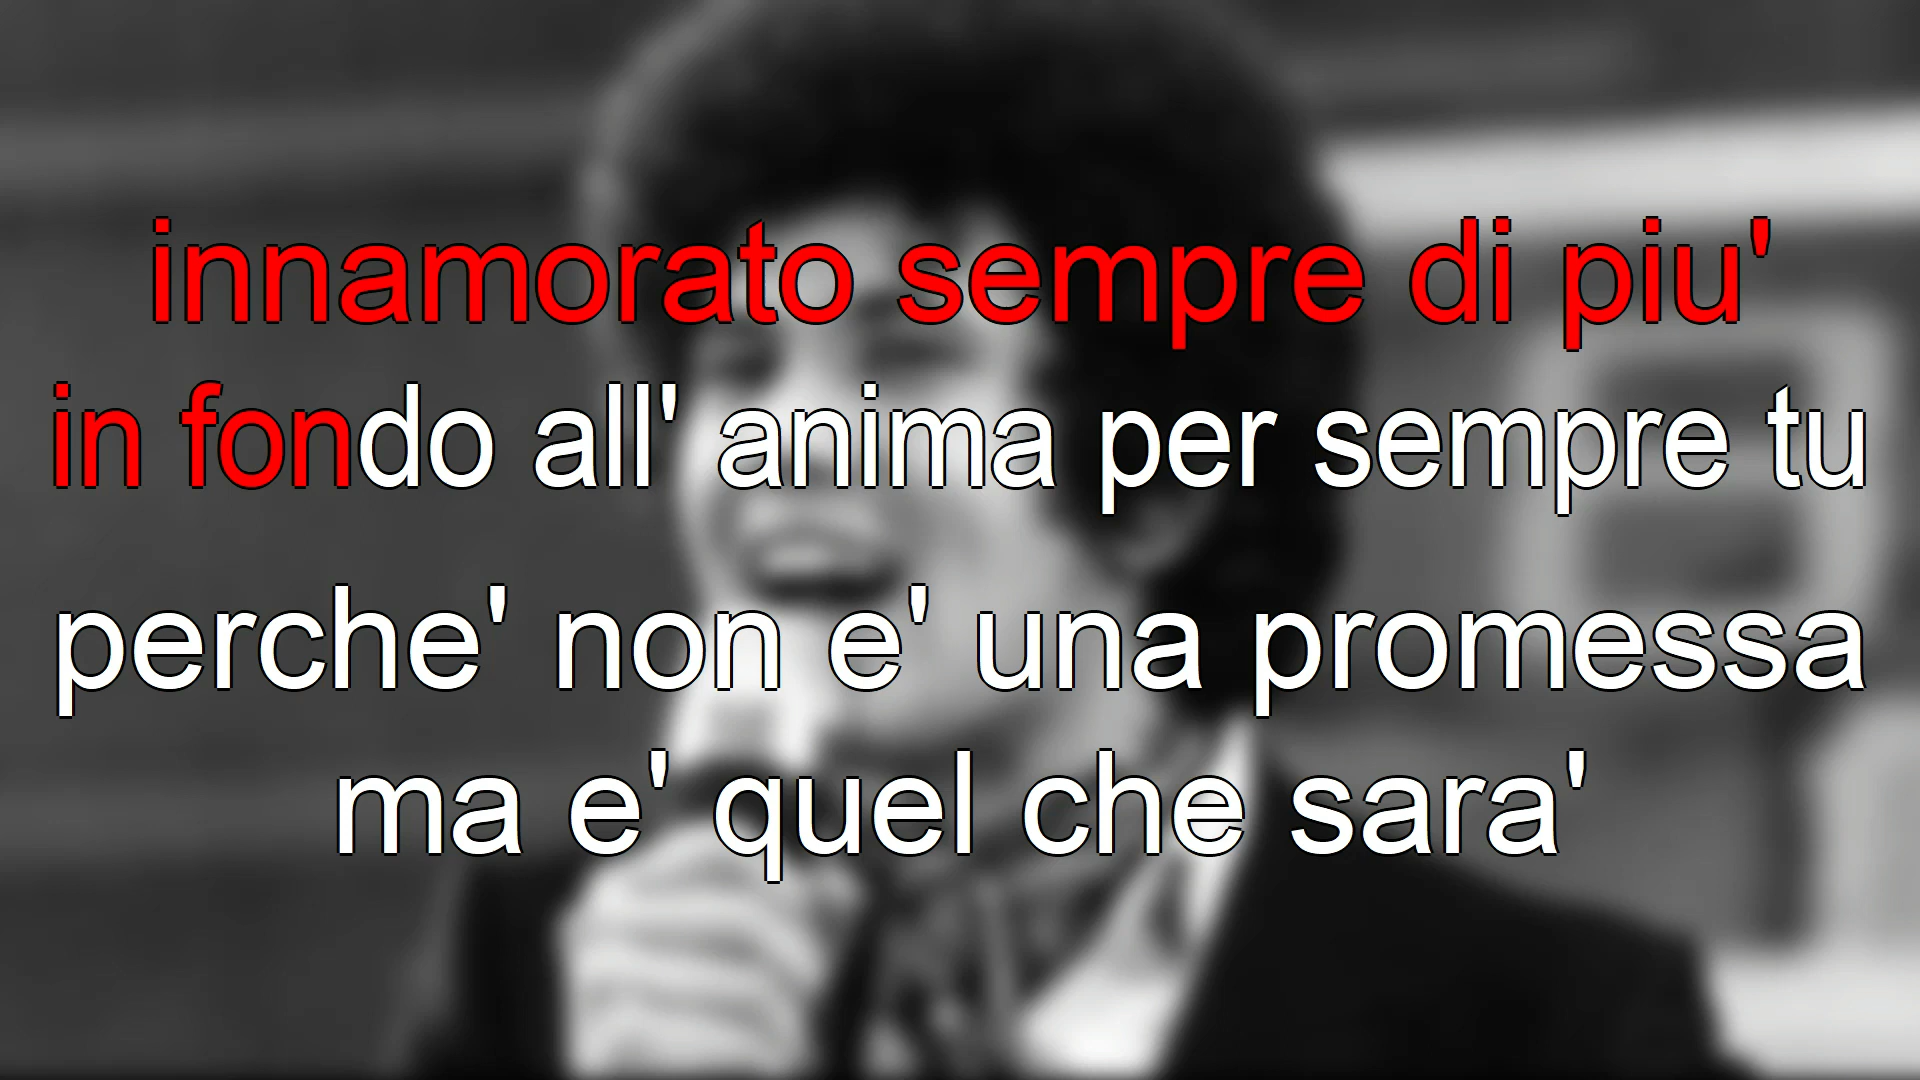 innamorato sempre di piu'
in fondo all' anima per sempre tu
perche' non e' una promessa
ma e' quel che sara'